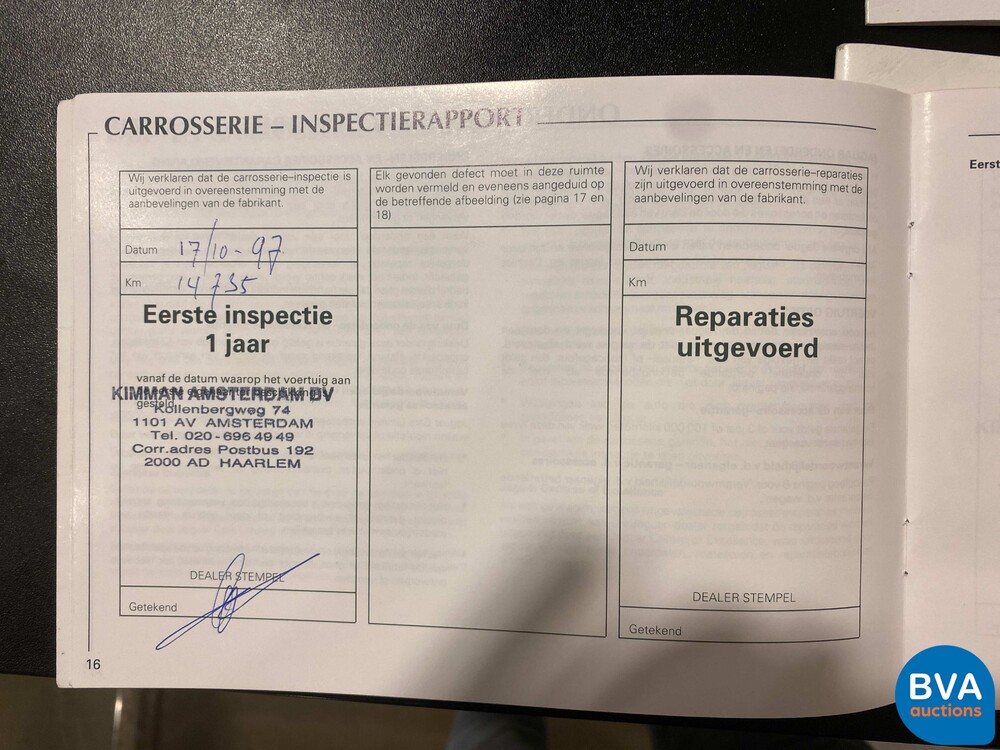 CARROSSERIE – INSPECTIERAPPORT
Wij verklaren dat de carrosserie–inspectie is
uitgevoerd in overeenstemming met de
aanbevelingen van de fabrikant.
Datum 17/10-97
Km 14735
Eerste inspectie
1 jaar
vanaf de datum waarop het voertuig aan
gesteld
KIMMAN AMSTERDAM BV
Kollenbergweg 74
1101 AV AMSTERDAM
Tel. 020-696 49 49
Corr.adres Postbus 192
2000 AD HAARLEM
DEALER STEMPEL
Getekend
Elk gevonden defect moet in deze ruimte
worden vermeld en eveneens aangeduid op
de betreffende afbeelding (zie pagina 17 en
18)
Wij verklaren dat de carrosserie–reparaties
zijn uitgevoerd in overeenstemming met de
aanbevelingen van de fabrikant.
Datum
Km
Reparaties
uitgevoerd
DEALER STEMPEL
Getekend
16
Eerst
BVA
auctions